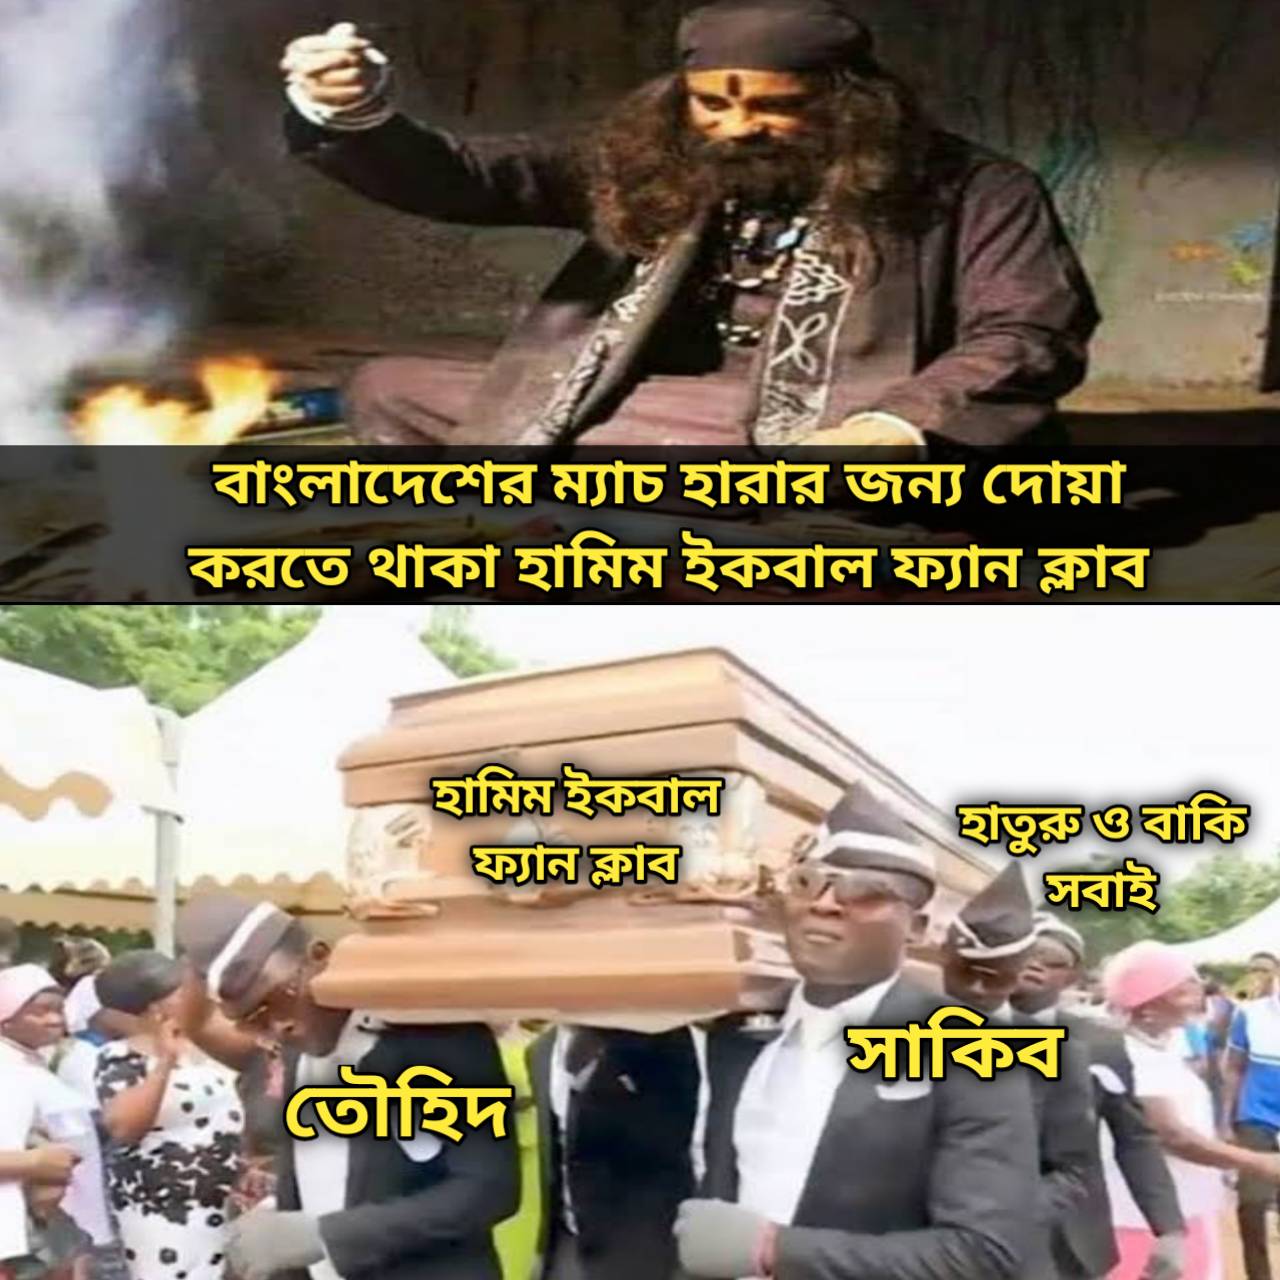 বাংলাদেশের ম্যাচ হারার জন্য দোয়া
করতে থাকা হামিম ইকবাল ফ্যান ক্লাব
হামিম ইকবাল
ফ্যান ক্লাব
হাতুরু ও বাকি
সবাই
সাকিব
তৌহিদ